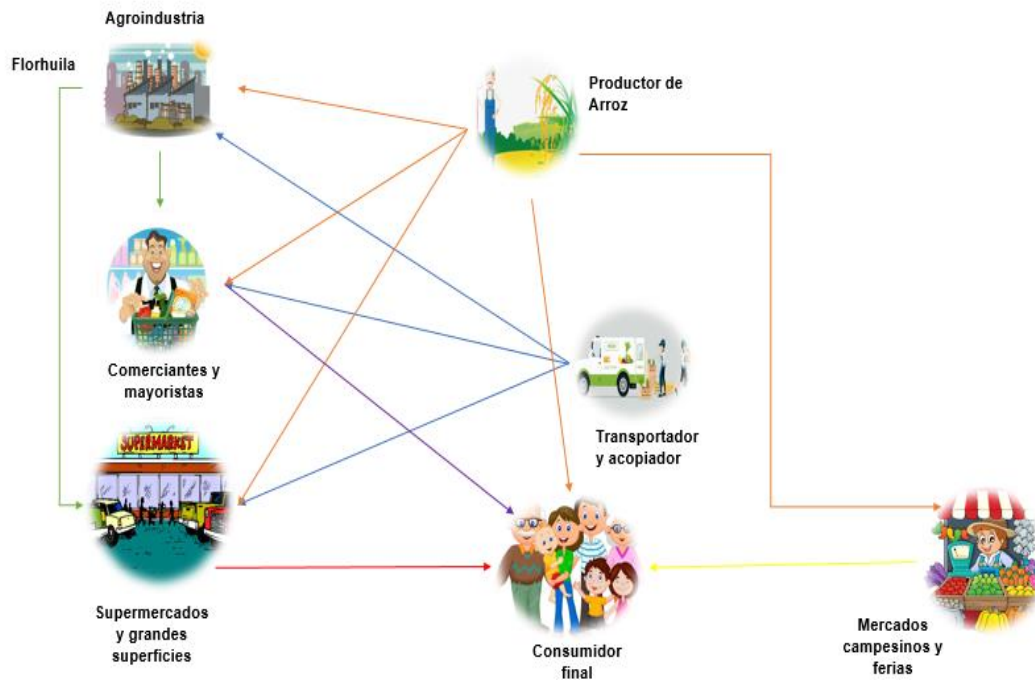 Agroindustria
Florhuila
Productor de
Arroz
Comerciantes y
mayoristas
SUPERMARKET
Transportador
y acopiador
Supermercados
y grandes
superficies
Consumidor
final
Mercados
campesinos y
ferias